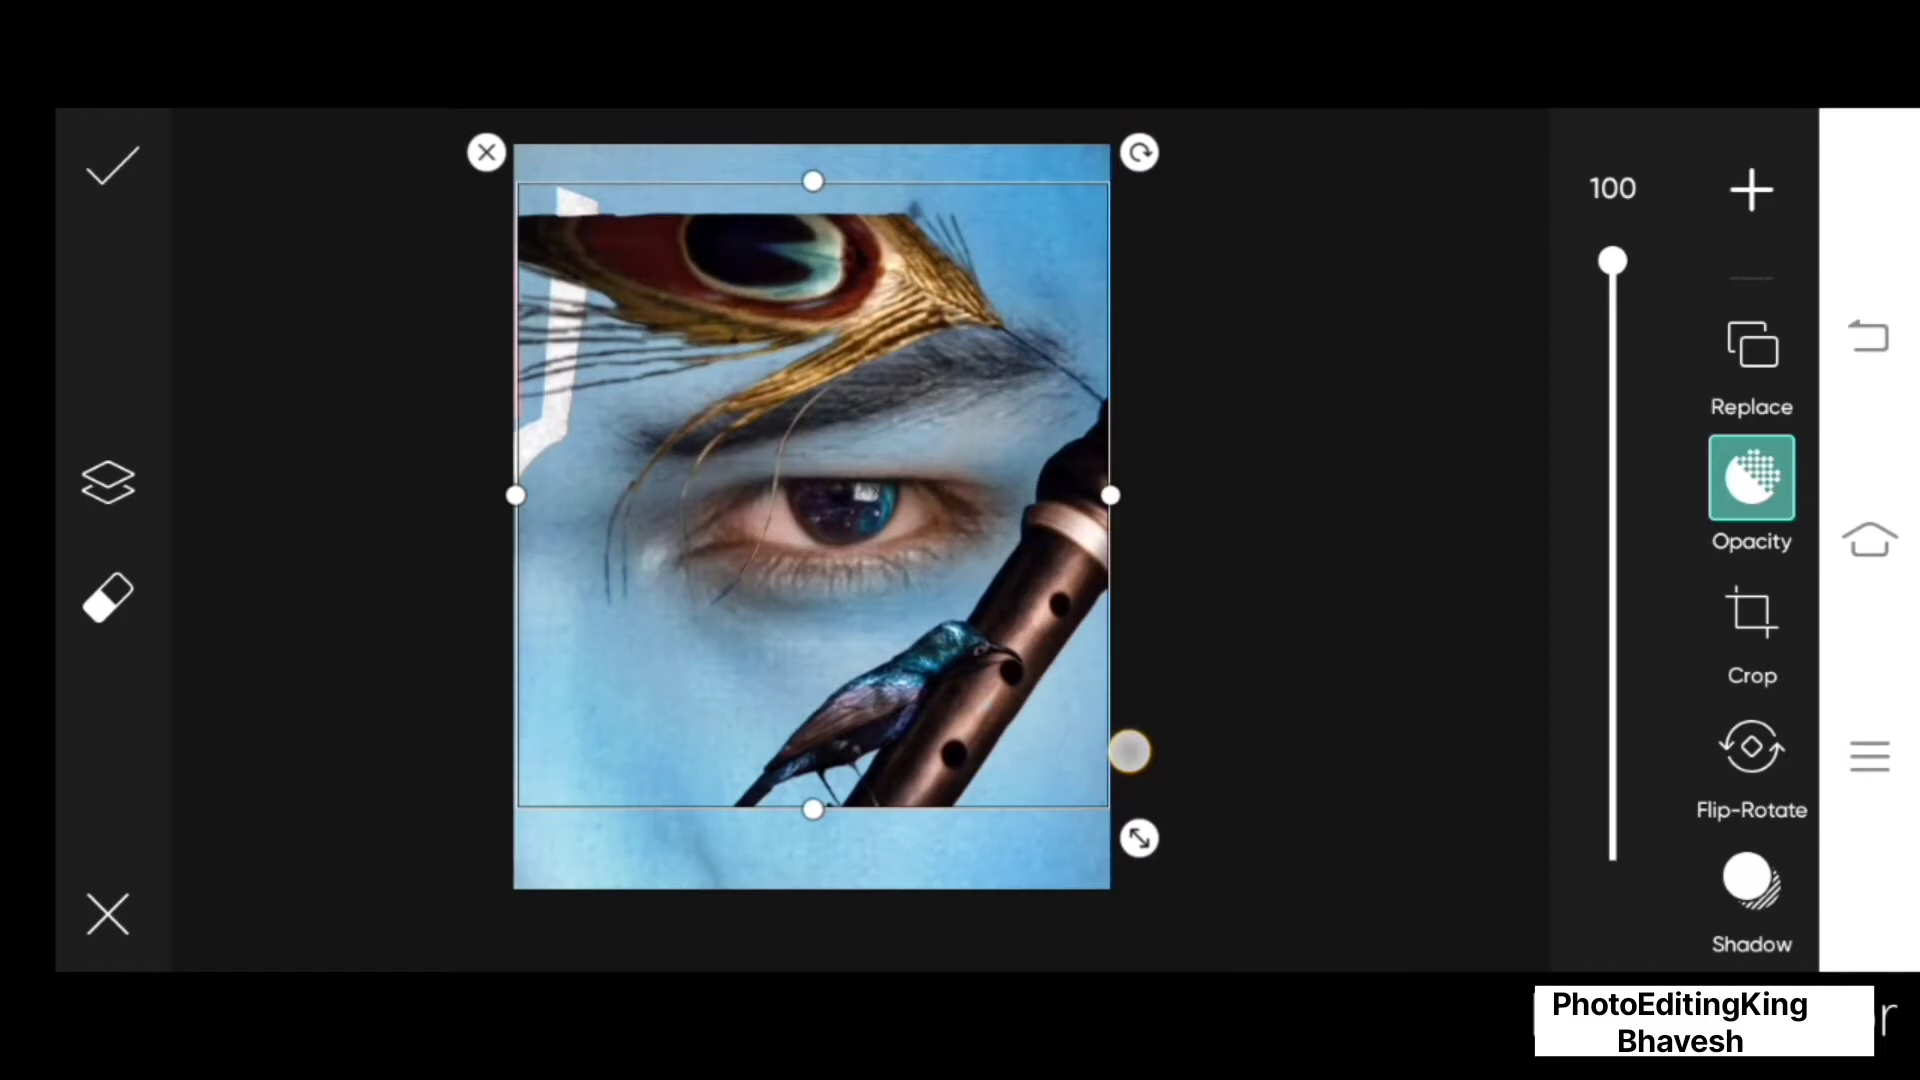 100
Replace
Opacity
Crop
Flip-Rotate
Shadow
PhotoEditingKing
Bhavesh
r